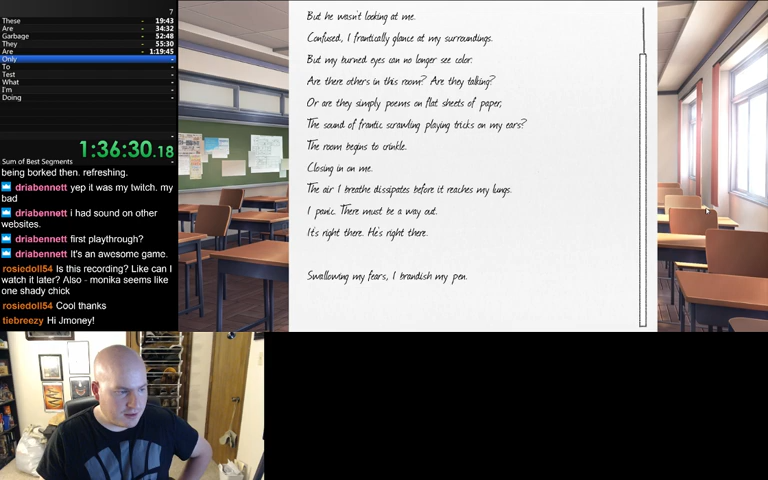 7
These - 19:43
Are - 34:32
Garbage - 52:48
They - 55:30
Are - 1:19:45
Only -
To -
Test -
What -
I'm -
Doing -
-
1:36:30.18
Sum of Best Segments -
being borked then. refreshing.
driabennett yep it was my twitch. my
bad
driabennett i had sound on other
websites.
driabennett first playthrough?
driabennett It's an awesome game.
rosiedoll54 Is this recording? Like can I
watch it later? Also - monika seems like
one shady chick
rosiedoll54 Cool thanks
tiebreezy Hi Jmoney!
But he wasn't looking at me.
Confused, I frantically glance at my surroundings.
But my burned eyes can no longer see color.
Are there others in this room? Are they talking?
Or are they simply poems on flat sheets of paper,
The sound of frantic scrawling playing tricks on my ears?
The room begins to crinkle.
Closing in on me.
The air I breathe dissipates before it reaches my lungs.
I panic. There must be a way out.
It's right there. He's right there.
Swallowing my fears, I brandish my pen.